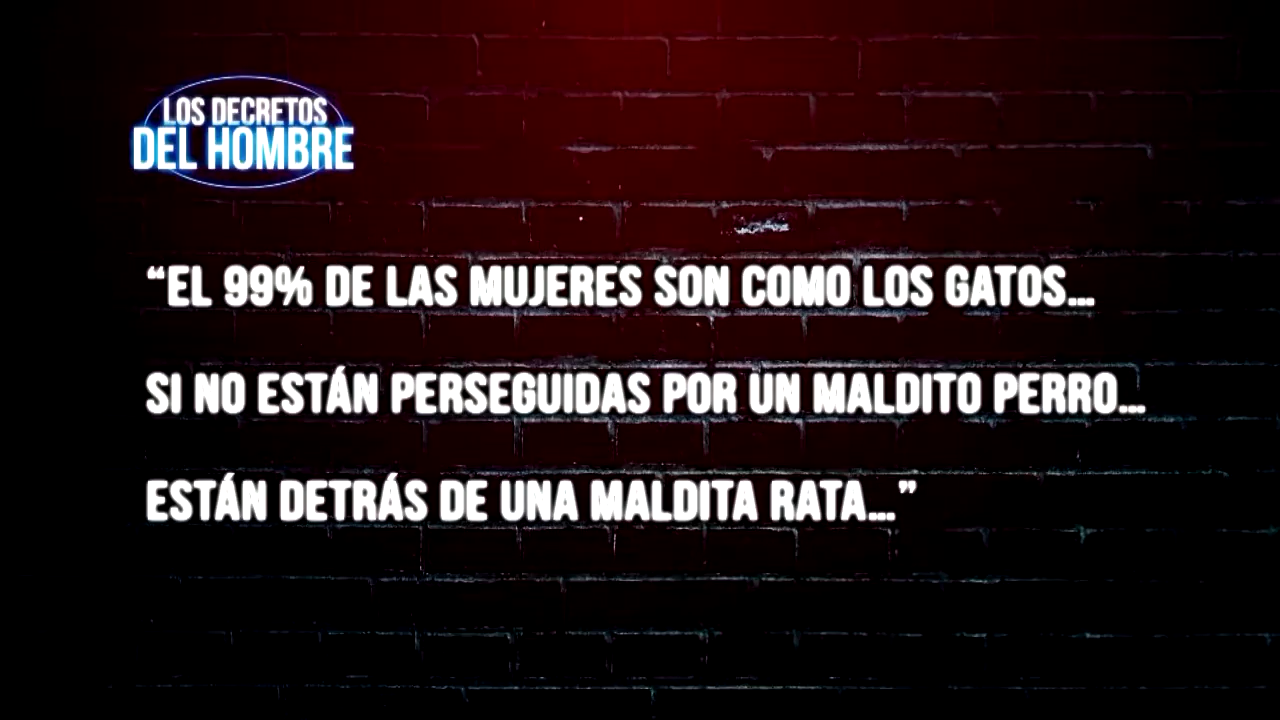 LOS DECRETOS
DEL HOMBRE
“EL 99% DE LAS MUJERES SON COMO LOS GATOS...
SI NO ESTÁN PERSEGUIDAS POR UN MALDITO PERRO...
ESTÁN DETRÁS DE UNA MALDITA RATA...”